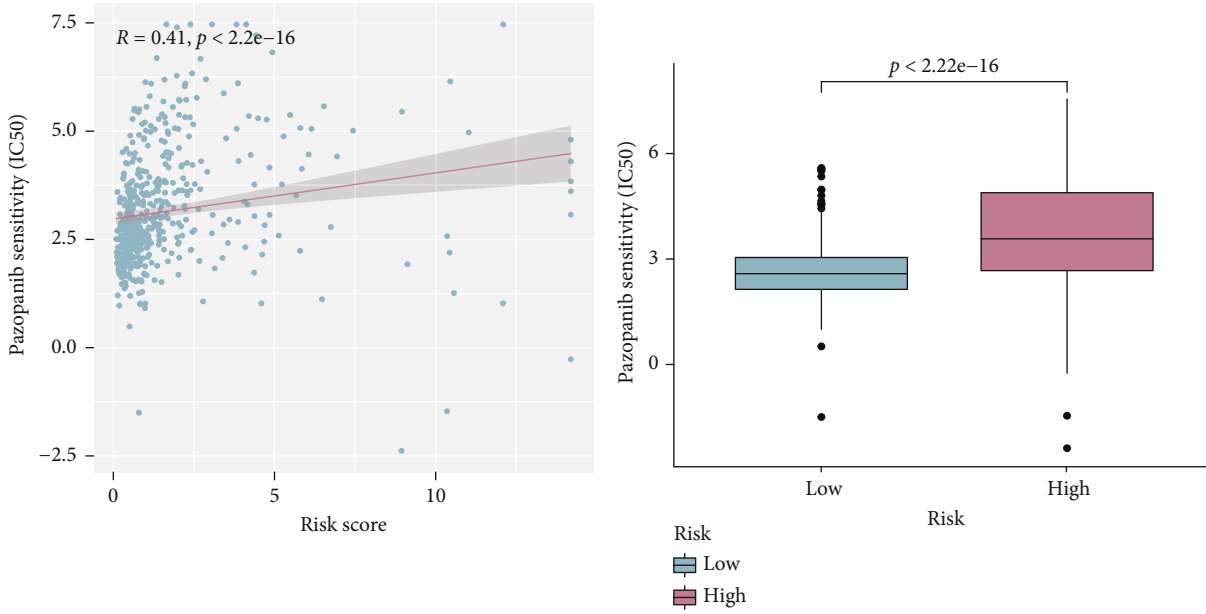 7.5
5.0
2.5
0.0
−2.5
Pazopanib sensitivity (IC50)
R = 0.41, p < 2.2e−16
0
5
10
Risk score
p < 2.22e−16
6
3
0
Pazopanib sensitivity (IC50)
Low
High
Risk
Risk
Low
High